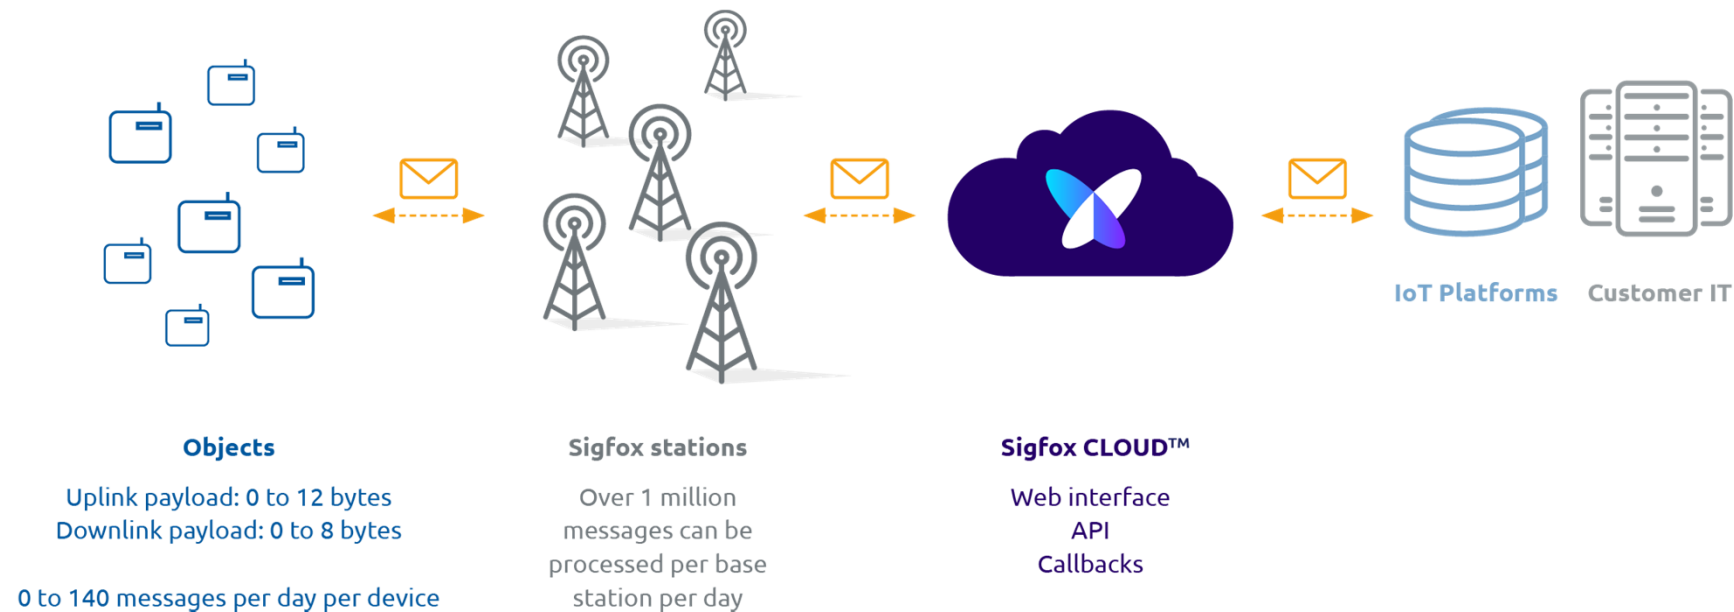 IoT Platforms
Customer IT
Objects
Uplink payload: 0 to 12 bytes
Downlink payload: 0 to 8 bytes
0 to 140 messages per day per device
Sigfox stations
Over 1 million
messages can be
processed per base
station per day
Sigfox CLOUD™
Web interface
API
Callbacks